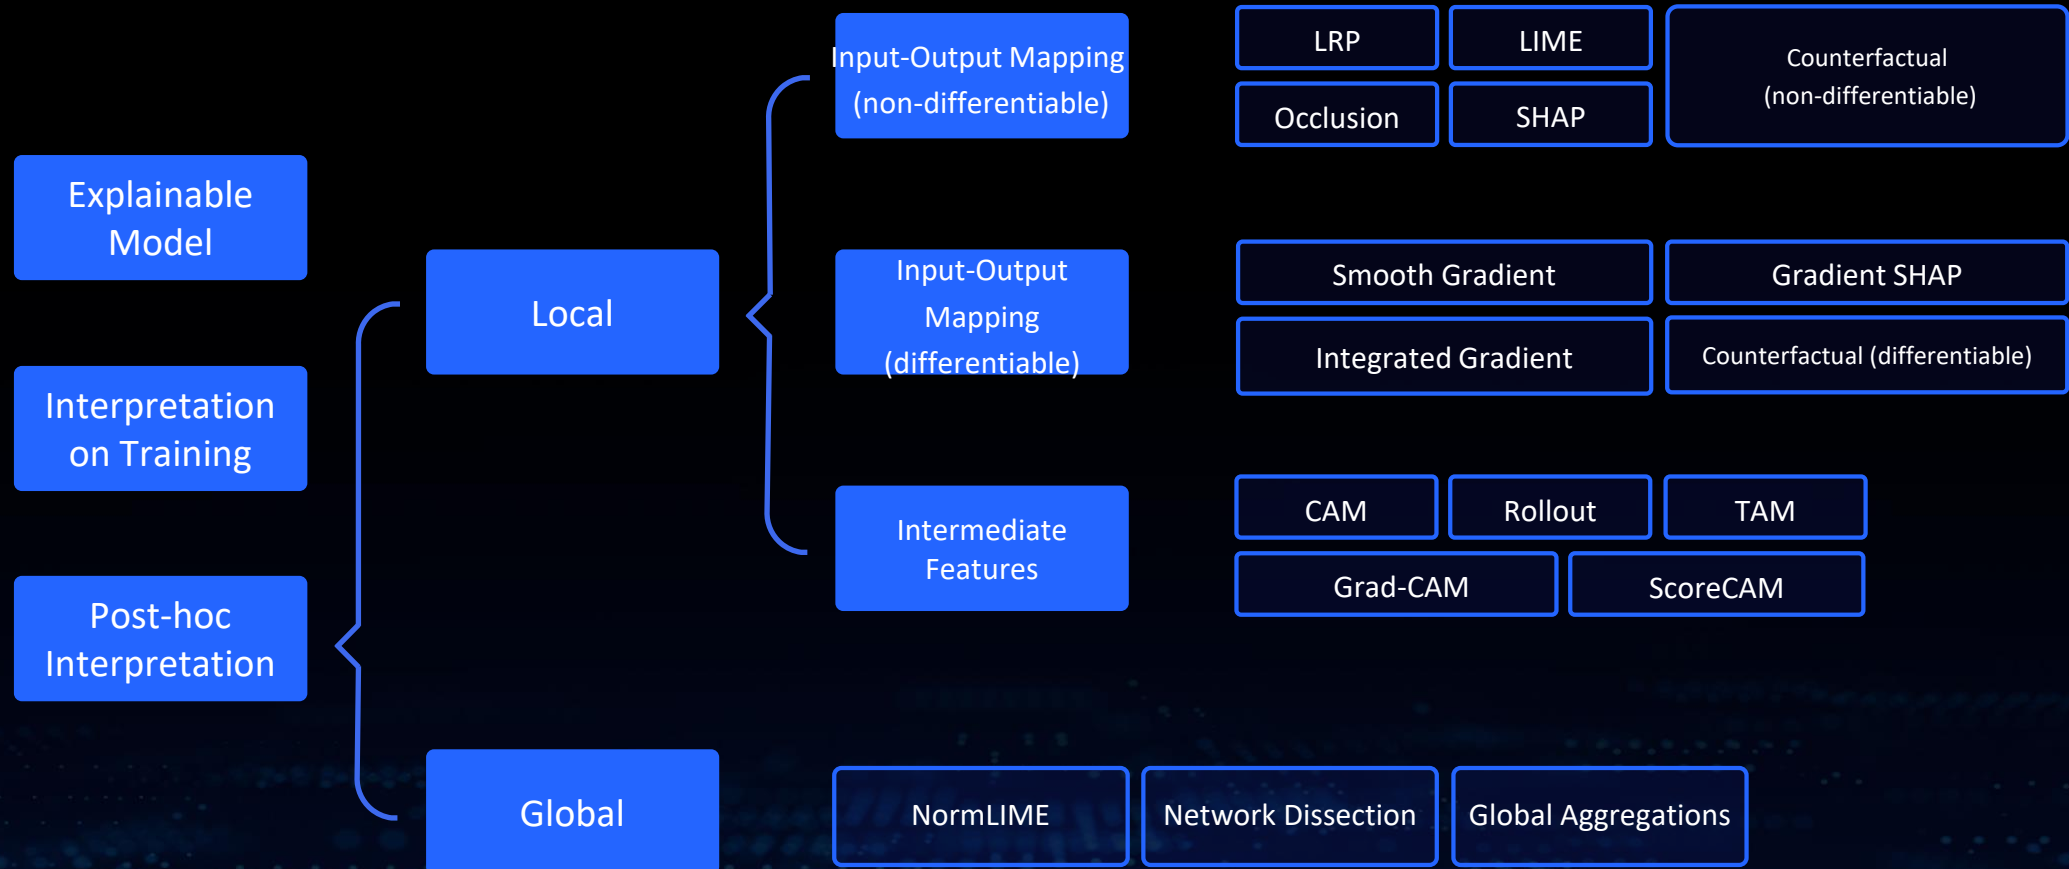 Explainable
Model
Interpretation
on Training
Post-hoc
Interpretation
Local
Global
Input-Output Mapping
(non-differentiable)
LRP
LIME
Occlusion
SHAP
Counterfactual
(non-differentiable)
Input-Output
Mapping
(differentiable)
Smooth Gradient
Gradient SHAP
Integrated Gradient
Counterfactual (differentiable)
Intermediate
Features
CAM
Rollout
TAM
Grad-CAM
ScoreCAM
NormLIME
Network Dissection
Global Aggregations